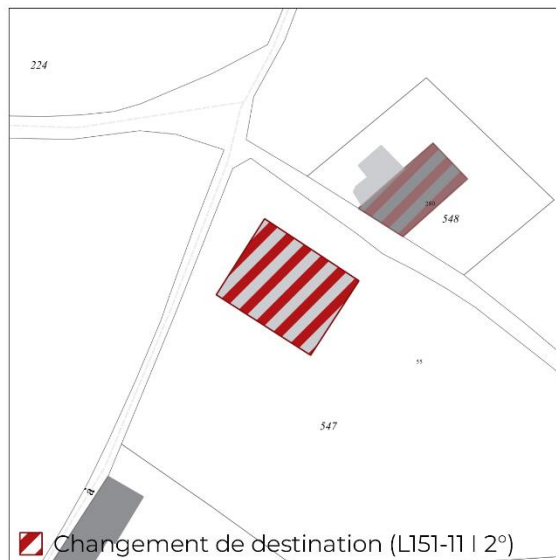 224
548
547
à
Changement de destination (L151-11 I 2°)